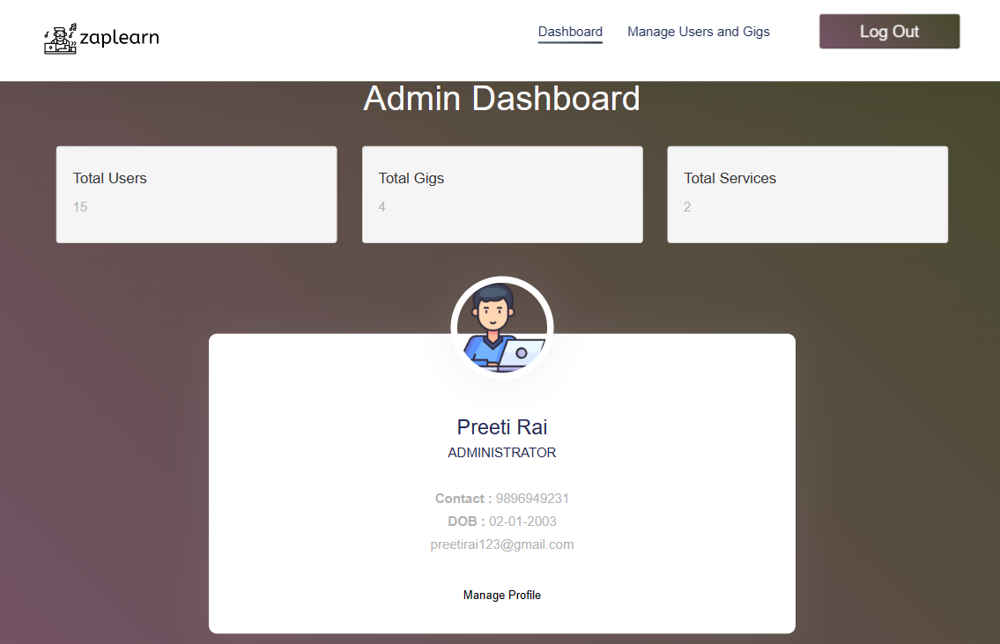 zaplearn
Dashboard
Manage Users and Gigs
Log Out
Admin Dashboard
Total Users
15
Total Gigs
4
Total Services
2
Preeti Rai
ADMINISTRATOR
Contact : 9896949231
DOB : 02-01-2003
preetirai123@gmail.com
Manage Profile